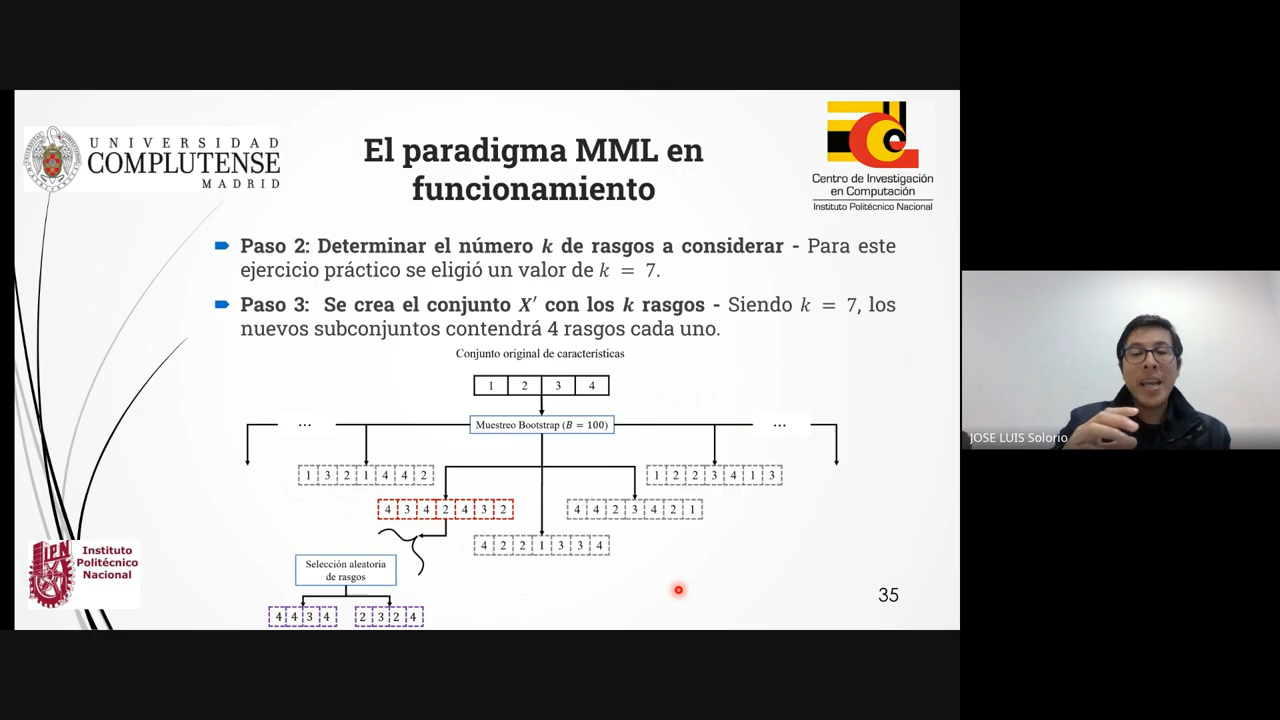 UNIVERSIDAD
COMPLUTENSE
MADRID
El paradigma MML en
funcionamiento
Centro de Investigación
en Computación
Instituto Politécnico Nacional
Paso 2: Determinar el número k de rasgos a considerar - Para este
ejercicio práctico se eligió un valor de k = 7.
Paso 3: Se crea el conjunto X′ con los k rasgos - Siendo k = 7, los
nuevos subconjuntos contendrá 4 rasgos cada uno.
Conjunto original de características
1 2 3 4
... Muestreo Bootstrap (B = 100) ...
1 3 2 1 4 4 2
1 2 2 3 4 1 3
4 3 4 2 4 3 2
4 4 2 3 4 2 1
4 2 2 1 3 3 4
Selección aleatoria
de rasgos
4 4 3 4
2 3 2 4
IPN
Instituto
Politécnico
Nacional
35
JOSE LUIS Solorio